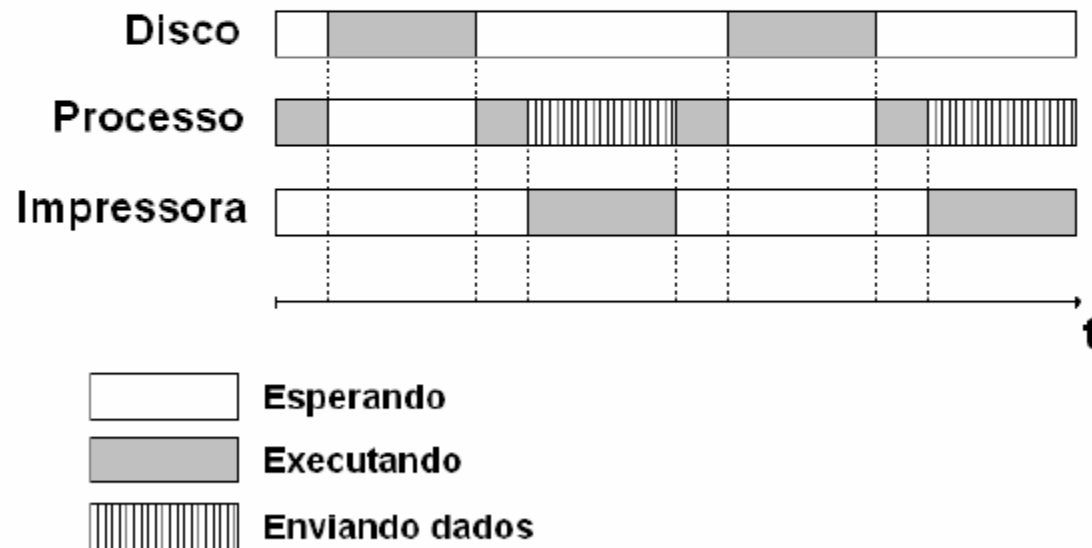 Disco
Processo
Impressora
t
Esperando
Executando
Enviando dados